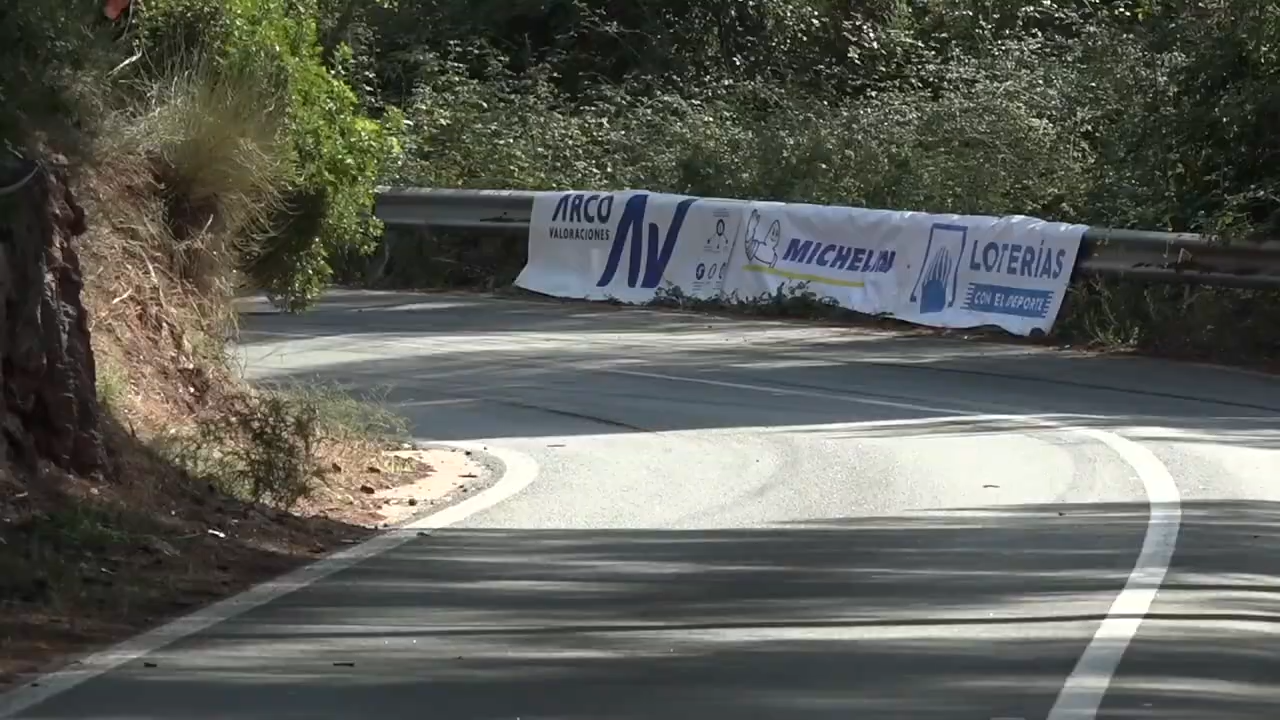 ARCO
VALORACIONES
AV
MICHELIN
LOTERÍAS
CON EL DEPORTE